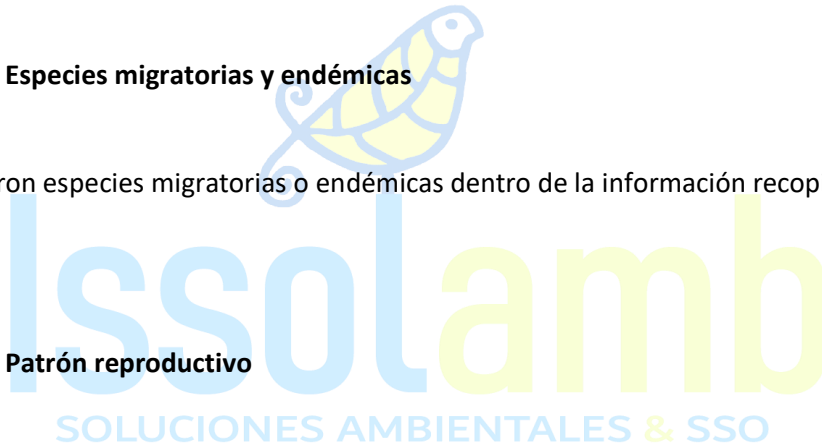 Especies migratorias y endémicas
ron especies migratorias o endémicas dentro de la información recop
Issolamb
Patrón reproductivo
SOLUCIONES AMBIENTALES & SSO